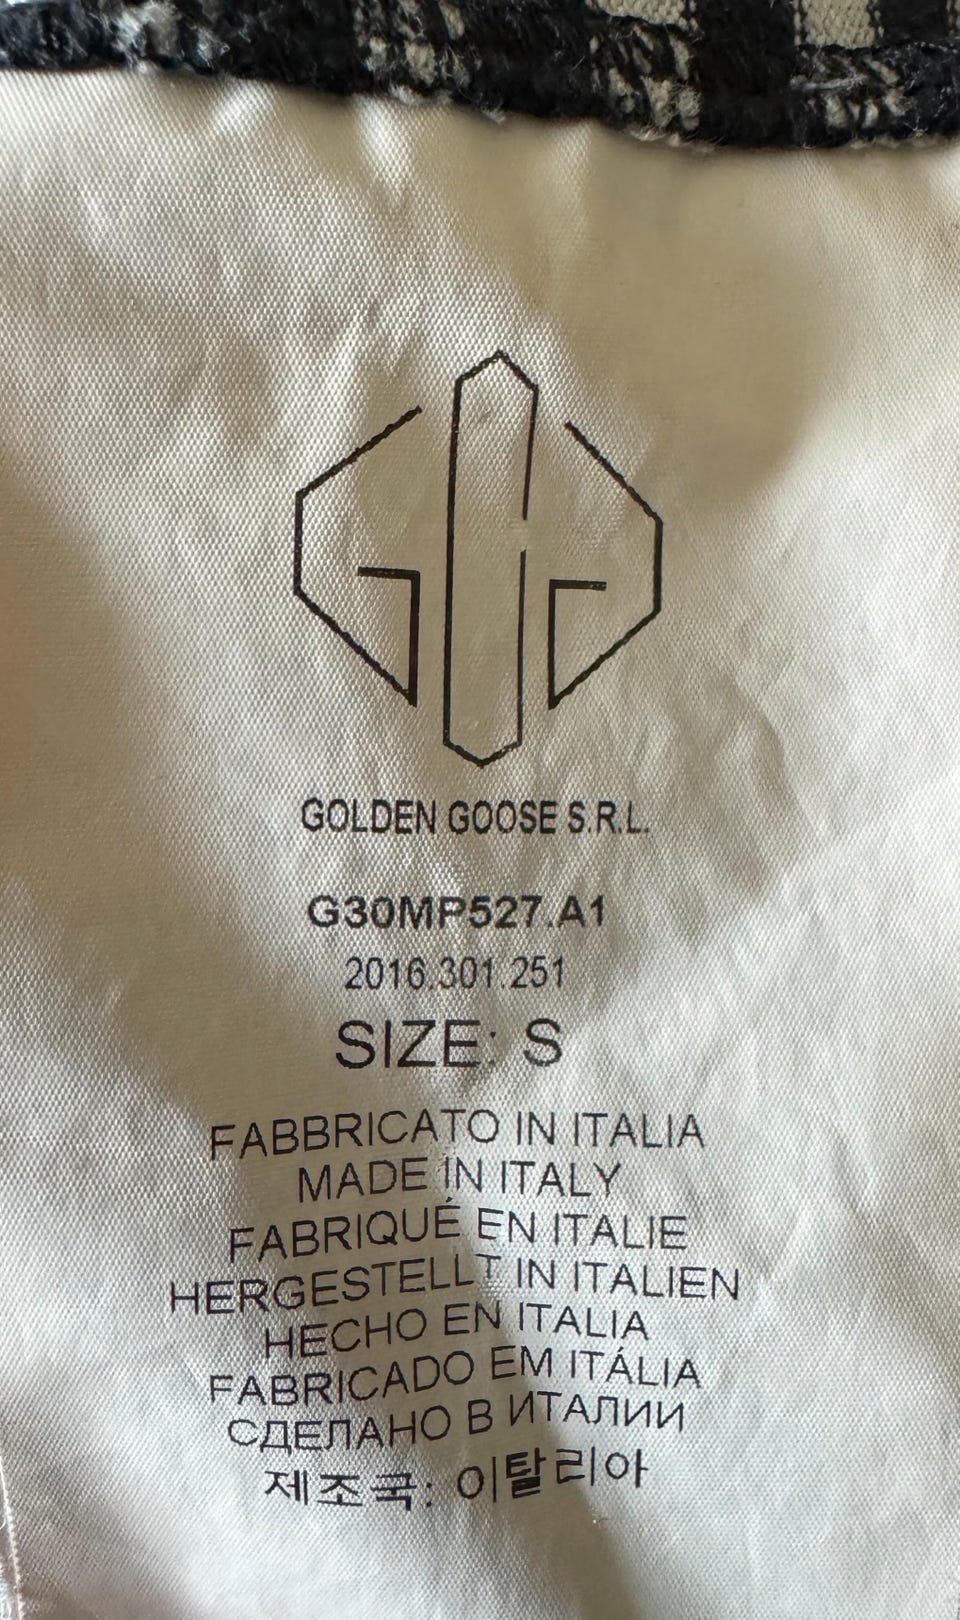 GOLDEN GOOSE S.R.L.
G30MP527.A1
2016.301.251
SIZE: S
FABBRICATO IN ITALIA
MADE IN ITALY
FABRIQUÉ EN ITALIE
HERGESTELLT IN ITALIEN
HECHO EN ITALIA
FABRICADO EM ITÁLIA
СДЕЛАНО В ИТАЛИИ
제조국: 이탈리아